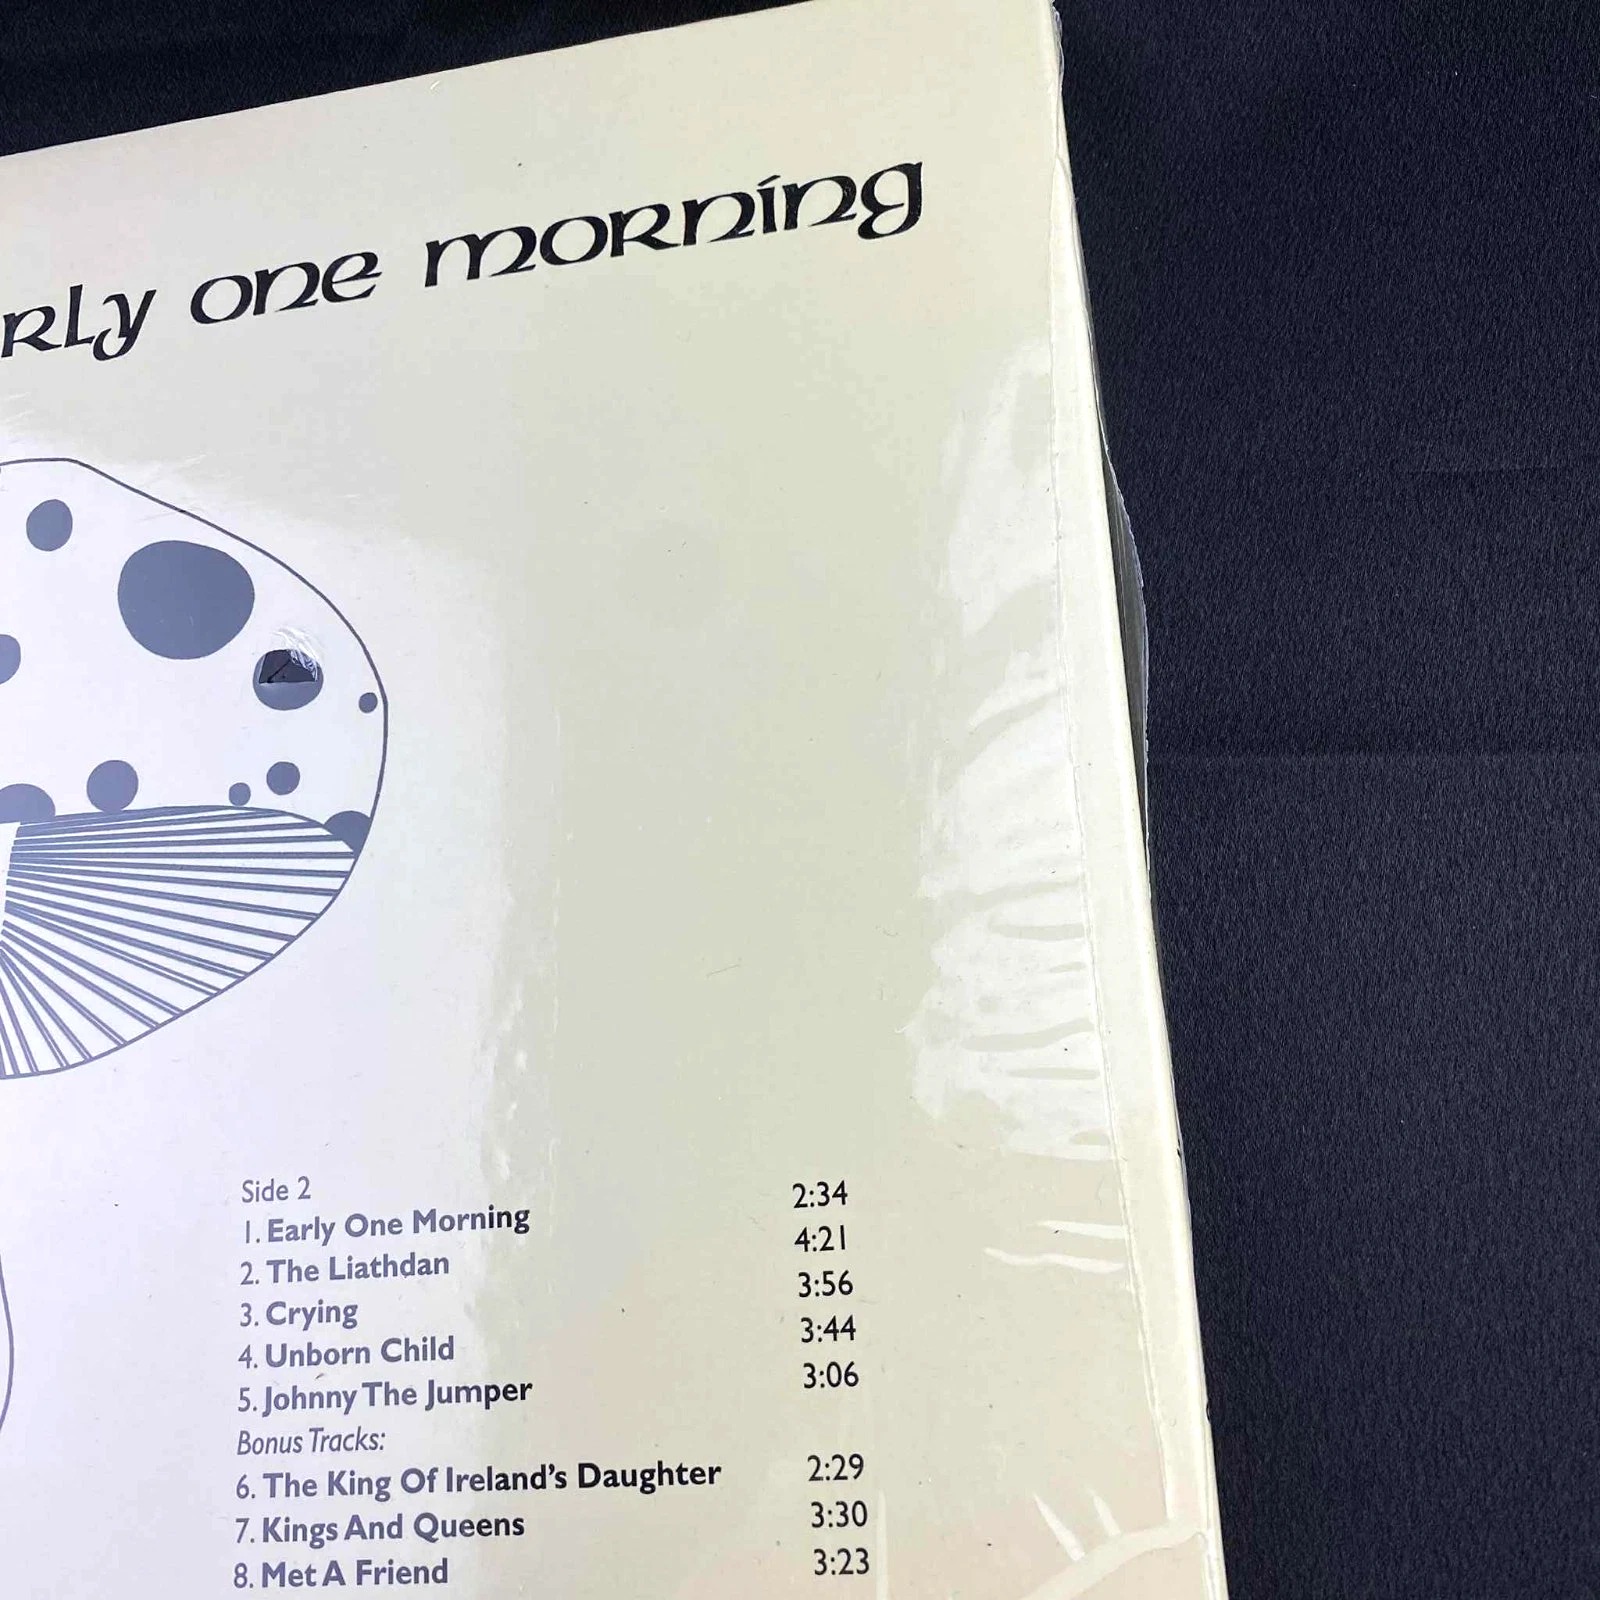 rly one morning
Side 2
1. Early One Morning 2:34
2. The Liathdan 4:21
3. Crying 3:56
4. Unborn Child 3:44
5. Johnny The Jumper 3:06
Bonus Tracks:
6. The King Of Ireland's Daughter 2:29
7. Kings And Queens 3:30
8. Met A Friend 3:23